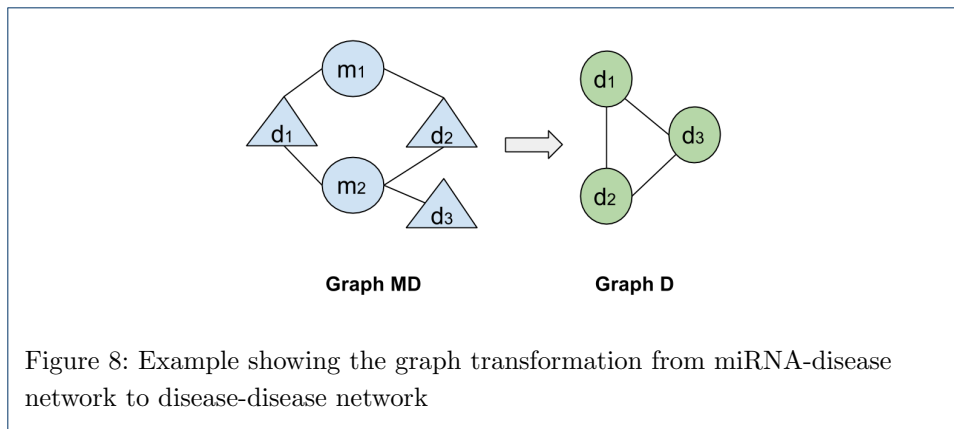 m1
d1
d2
m2
d3
d1
d3
d2
Graph MD
Graph D
Figure 8: Example showing the graph transformation from miRNA-disease
network to disease-disease network